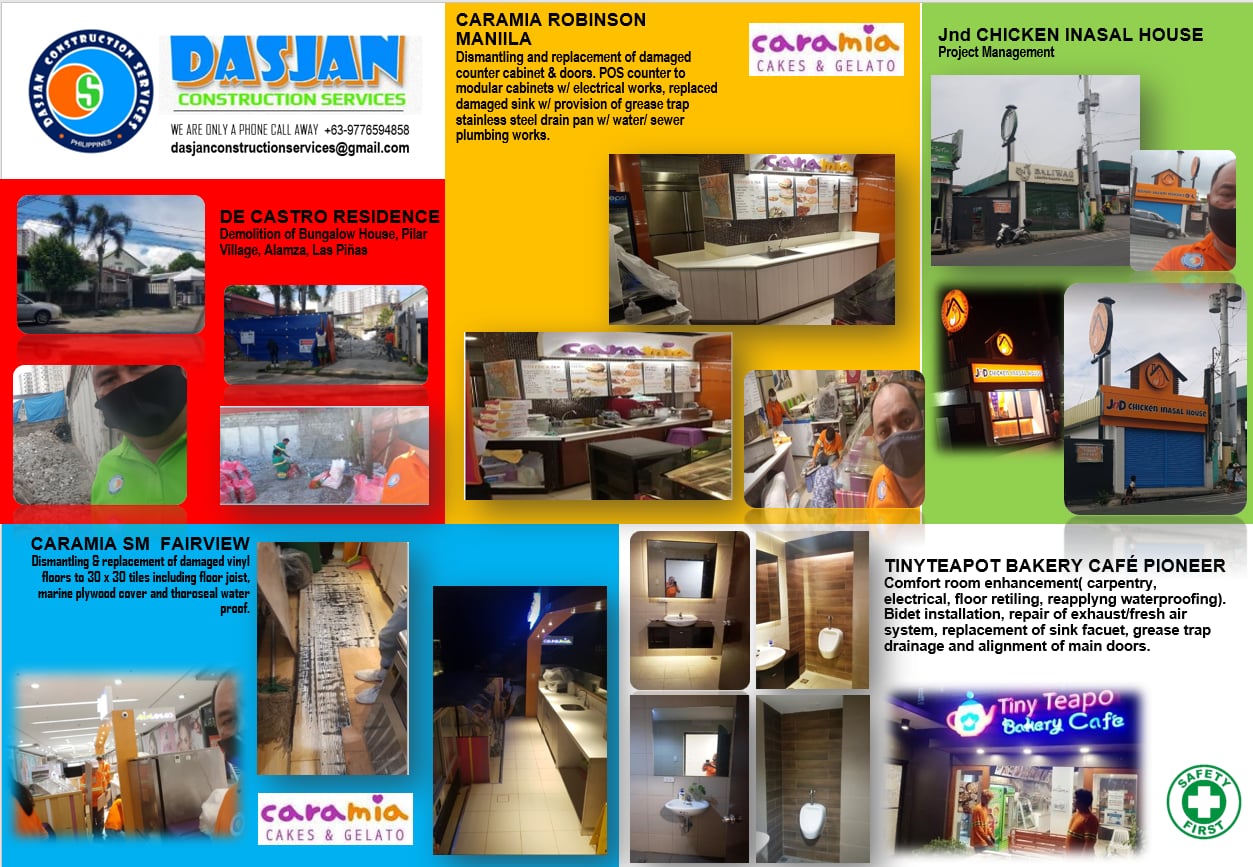 DASJAN CONSTRUCTION SERVICES
PHILIPPINES
DASJAN
CONSTRUCTION SERVICES
WE ARE ONLY A PHONE CALL AWAY +63-9776594858
dasjanconstructionservices@gmail.com
CARAMIA ROBINSON
MANIILA
Dismantling and replacement of damaged
counter cabinet & doors. POS counter to
modular cabinets w/ electrical works, replaced
damaged sink w/ provision of grease trap
stainless steel drain pan w/ water/ sewer
plumbing works.
caramia
CAKES & GELATO
caramia
caramia
Jnd CHICKEN INASAL HOUSE
Project Management
BALIWAG
JND CHICKEN INASAL HOUSE
JND CHICKEN INASAL HOUSE
DE CASTRO RESIDENCE
Demolition of Bungalow House, Pilar
Village, Alamza, Las Piñas
CARAMIA SM FAIRVIEW
Dismantling & replacement of damaged vinyl
floors to 30 x 30 tiles including floor joist,
marine plywood cover and thoroseal water
proof.
caramia
caramia
CAKES & GELATO
TINYTEAPOT BAKERY CAFÉ PIONEER
Comfort room enhancement( carpentry,
electrical, floor retiling, reapplyng waterproofing).
Bidet installation, repair of exhaust/fresh air
system, replacement of sink facuet, grease trap
drainage and alignment of main doors.
Tiny Teapo
Bakery Cafe
SAFETY
FIRST